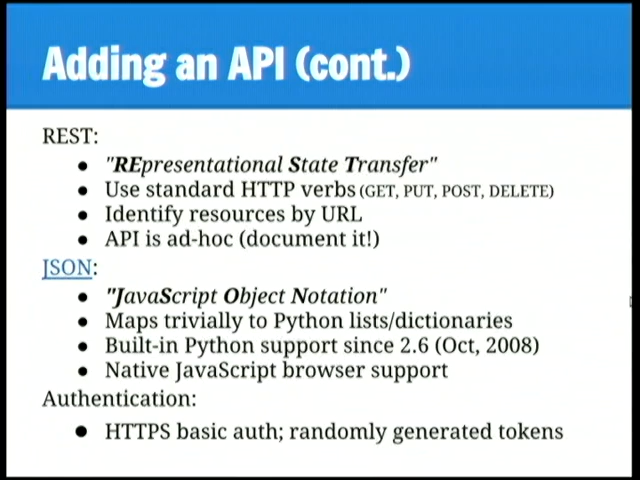 Adding an API (cont.)
REST:
● "REpresentational State Transfer"
● Use standard HTTP verbs (GET, PUT, POST, DELETE)
● Identify resources by URL
● API is ad-hoc (document it!)
JSON:
● "JavaScript Object Notation"
● Maps trivially to Python lists/dictionaries
● Built-in Python support since 2.6 (Oct, 2008)
● Native JavaScript browser support
Authentication:
● HTTPS basic auth; randomly generated tokens